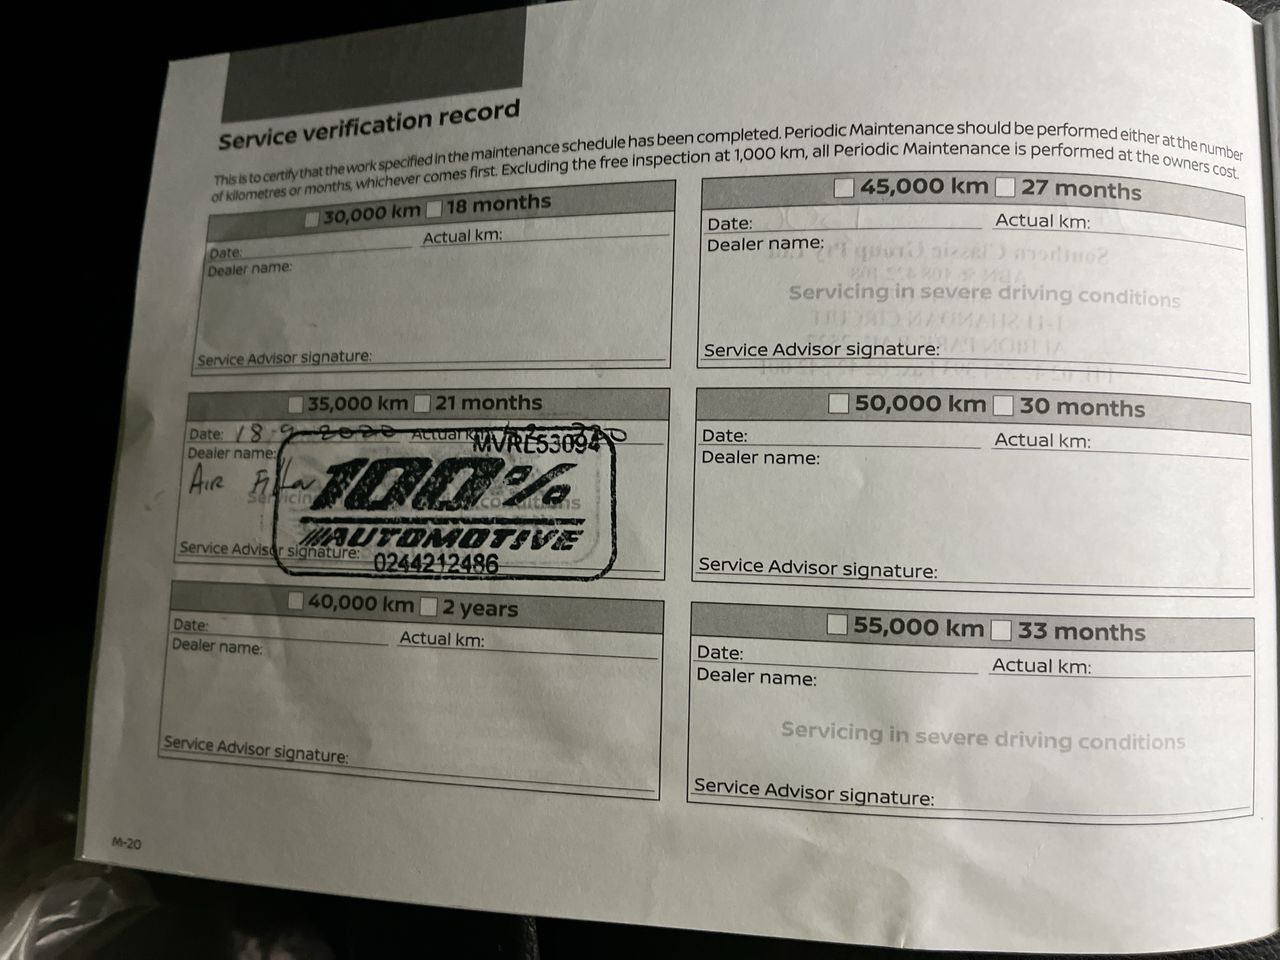 Service verification record
This is to certify that the work specified in the maintenance schedule has been completed. Periodic Maintenance should be performed either at the number
of kilometres or months, whichever comes first. Excluding the free inspection at 1,000 km, all Periodic Maintenance is performed at the owners cost.
30,000 km 18 months
Date: Actual km:
Dealer name:
Service Advisor signature:
35,000 km 21 months
Date: 18-9-2020 Actual k
MVRL53094
Dealer name:
AIR Filter
100%
Servicing conditions
AUTOMOTIVE
Service Advisor signature:
0244212486
40,000 km 2 years
Date: Actual km:
Dealer name:
Service Advisor signature:
M-20
45,000 km 27 months
Date: Actual km:
Dealer name:
Servicing in severe driving conditions
Service Advisor signature:
50,000 km 30 months
Date: Actual km:
Dealer name:
Service Advisor signature:
55,000 km 33 months
Date: Actual km:
Dealer name:
Servicing in severe driving conditions
Service Advisor signature: